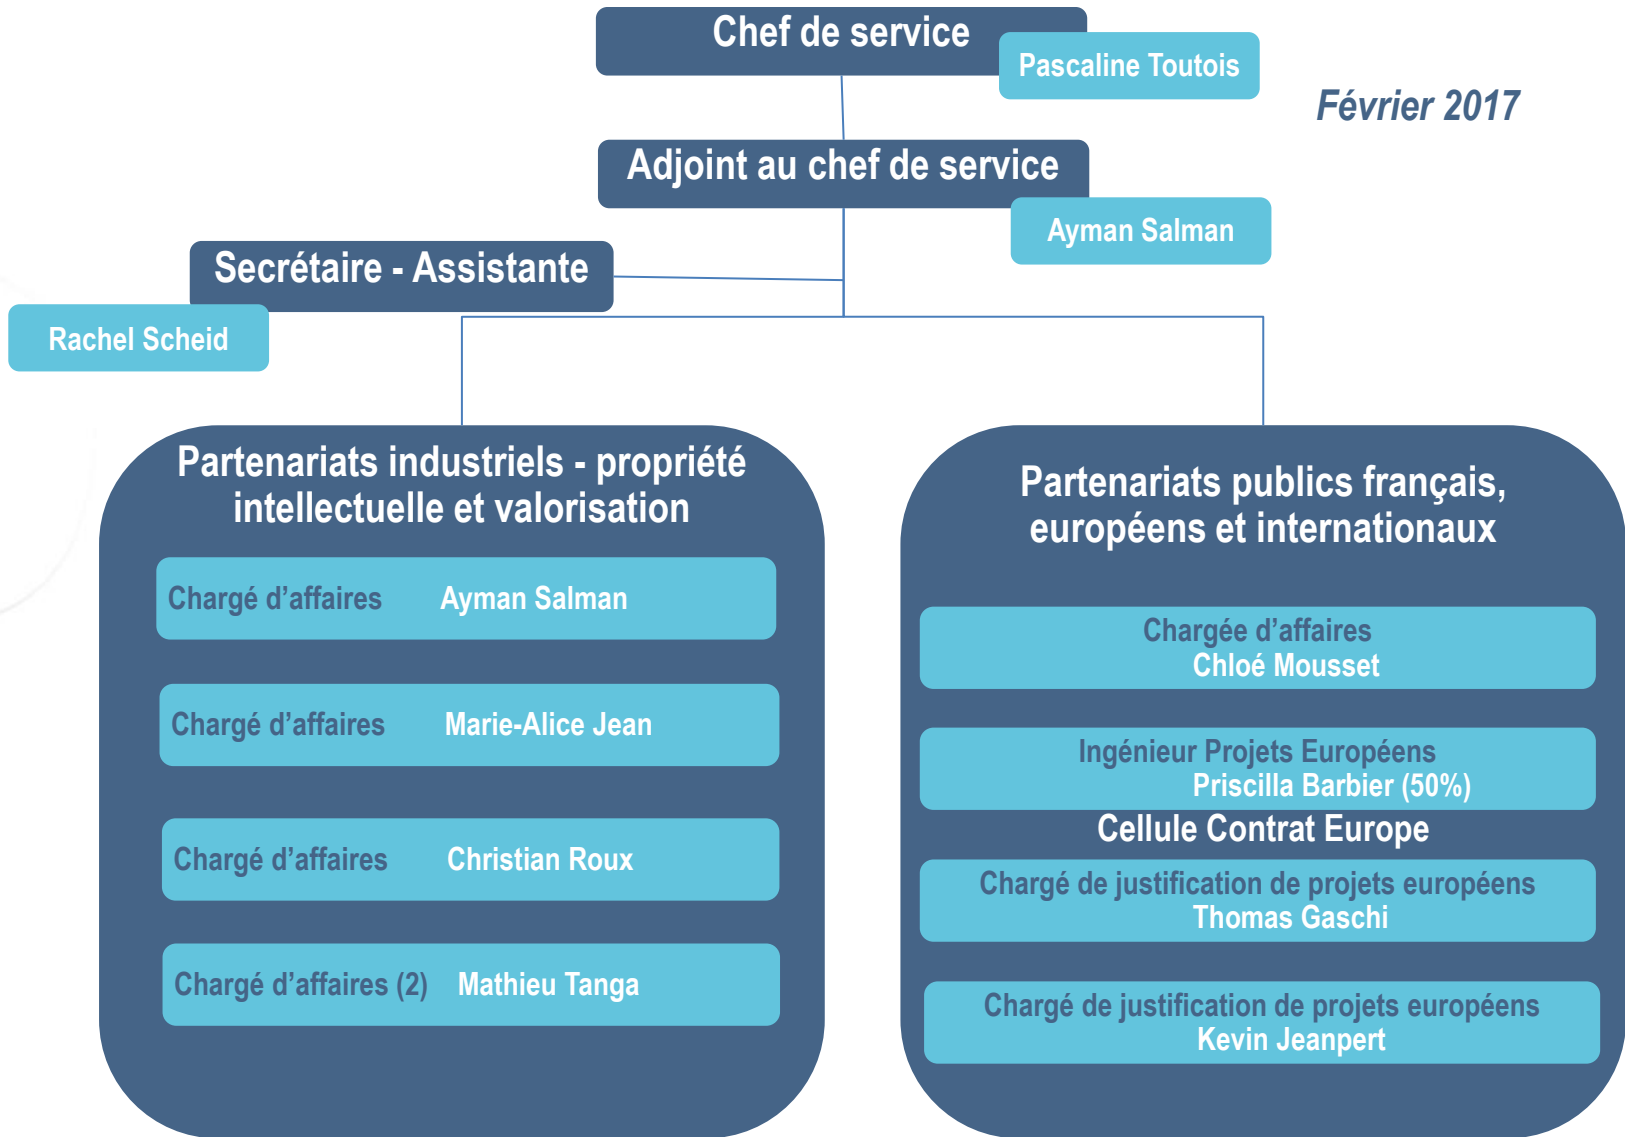 Chef de service
Pascaline Toutois
Février 2017
Adjoint au chef de service
Ayman Salman
Secrétaire - Assistante
Rachel Scheid
Partenariats industriels - propriété
intellectuelle et valorisation
Chargé d’affaires Ayman Salman
Chargé d’affaires Marie-Alice Jean
Chargé d’affaires Christian Roux
Chargé d’affaires (2) Mathieu Tanga
Partenariats publics français,
européens et internationaux
Chargée d’affaires
Chloé Mousset
Ingénieur Projets Européens
Priscilla Barbier (50%)
Cellule Contrat Europe
Chargé de justification de projets européens
Thomas Gaschi
Chargé de justification de projets européens
Kevin Jeanpert